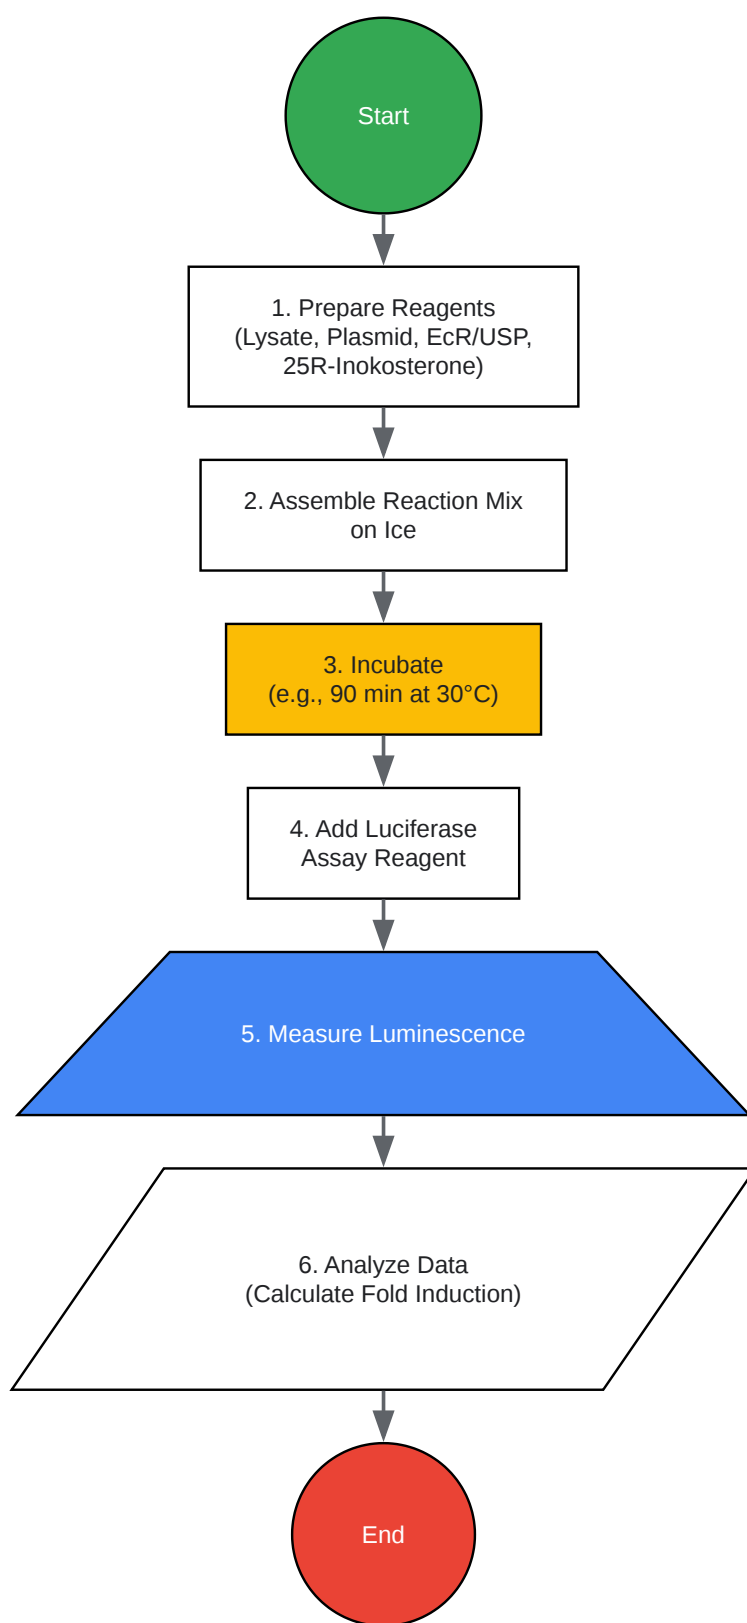 Start
1. Prepare Reagents
(Lysate, Plasmid, EcR/USP,
25R-Inokosterone)
2. Assemble Reaction Mix
on Ice
3. Incubate
(e.g., 90 min at 30°C)
4. Add Luciferase
Assay Reagent
5. Measure Luminescence
6. Analyze Data
(Calculate Fold Induction)
End